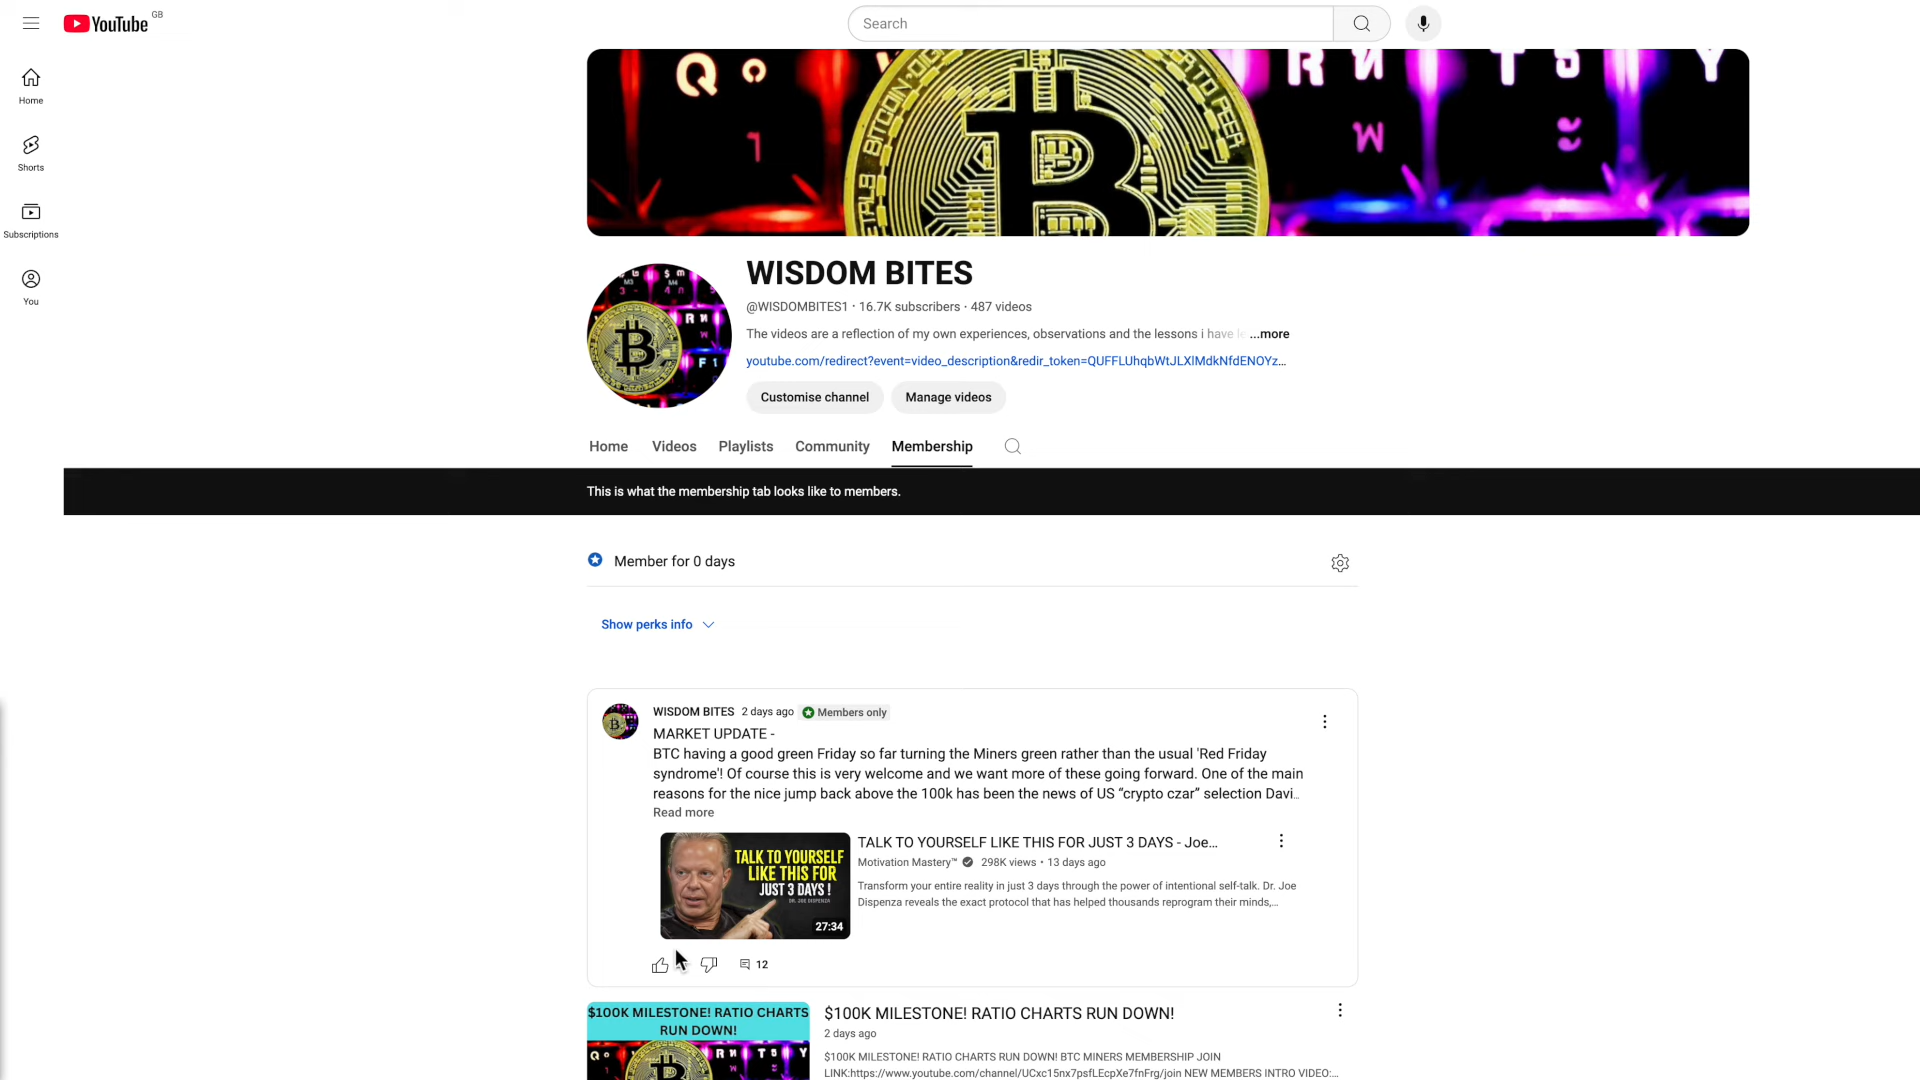 YouTube GB
Search
Home
Shorts
Subscriptions
You
WISDOM BITES
@WISDOMBITES1 · 16.7K subscribers · 487 videos
The videos are a reflection of my own experiences, observations and the lessons i have ...more
youtube.com/redirect?event=video_description&redir_token=QUFFLUhqbWtJLXlMdkNfdENOYz...
Customise channel Manage videos
Home Videos Playlists Community Membership
This is what the membership tab looks like to members.
Member for 0 days
Show perks info
WISDOM BITES 2 days ago Members only
MARKET UPDATE -
BTC having a good green Friday so far turning the Miners green rather than the usual 'Red Friday
syndrome'! Of course this is very welcome and we want more of these going forward. One of the main
reasons for the nice jump back above the 100k has been the news of US “crypto czar” selection Davi...
Read more
TALK TO YOURSELF
LIKE THIS FOR
JUST 3 DAYS !
DR. JOE DISPENZA
27:34
TALK TO YOURSELF LIKE THIS FOR JUST 3 DAYS - Joe...
Motivation Mastery™ 298K views • 13 days ago
Transform your entire reality in just 3 days through the power of intentional self-talk. Dr. Joe
Dispenza reveals the exact protocol that has helped thousands reprogram their minds,...
12
$100K MILESTONE! RATIO CHARTS
RUN DOWN!
$100K MILESTONE! RATIO CHARTS RUN DOWN!
2 days ago
$100K MILESTONE! RATIO CHARTS RUN DOWN! BTC MINERS MEMBERSHIP JOIN
LINK:https://www.youtube.com/channel/UCxc15nx7psfLEcpXe7fnFrg/join NEW MEMBERS INTRO VIDEO:...